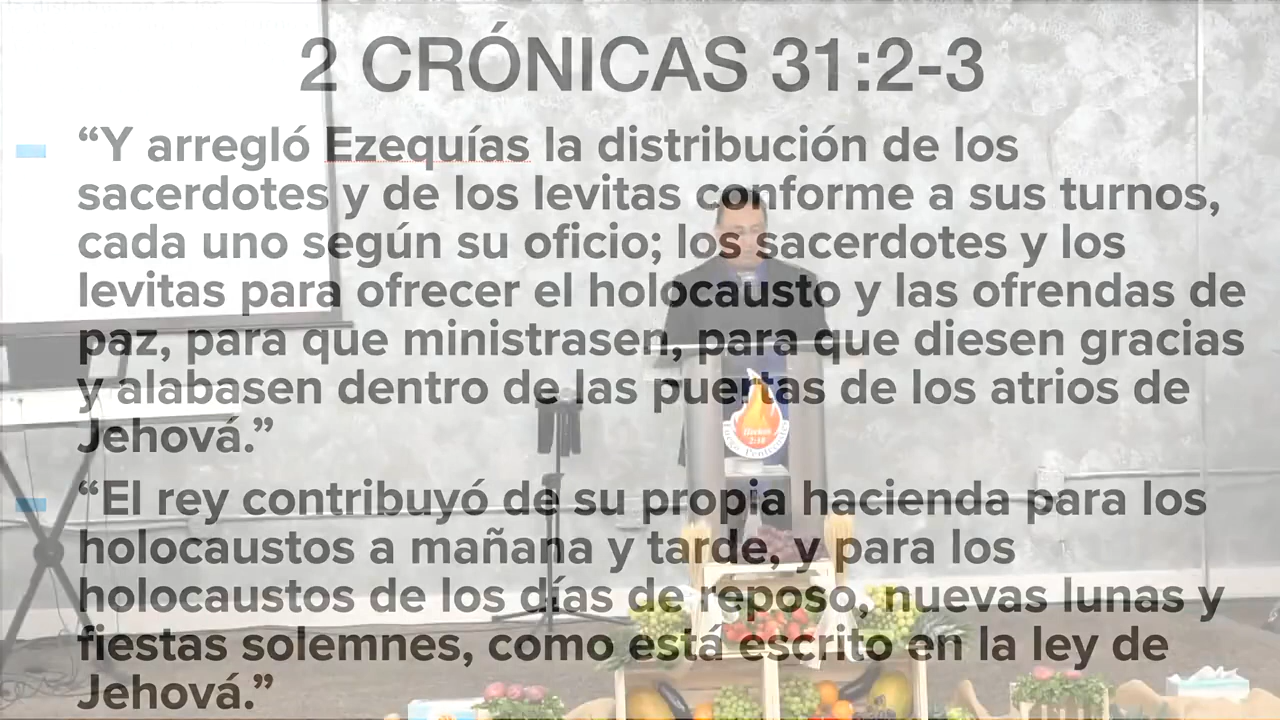 2 CRÓNICAS 31:2-3
“Y arregló Ezequías la distribución de los
sacerdotes y de los levitas conforme a sus turnos,
cada uno según su oficio; los sacerdotes y los
levitas para ofrecer el holocausto y las ofrendas de
paz, para que ministrasen, para que diesen gracias
y alabasen dentro de las puertas de los atrios de
Jehová.”
“El rey contribuyó de su propia hacienda para los
holocaustos a mañana y tarde, y para los
holocaustos de los días de reposo, nuevas lunas y
fiestas solemnes, como está escrito en la ley de
Jehová.”
Hechos
2:38